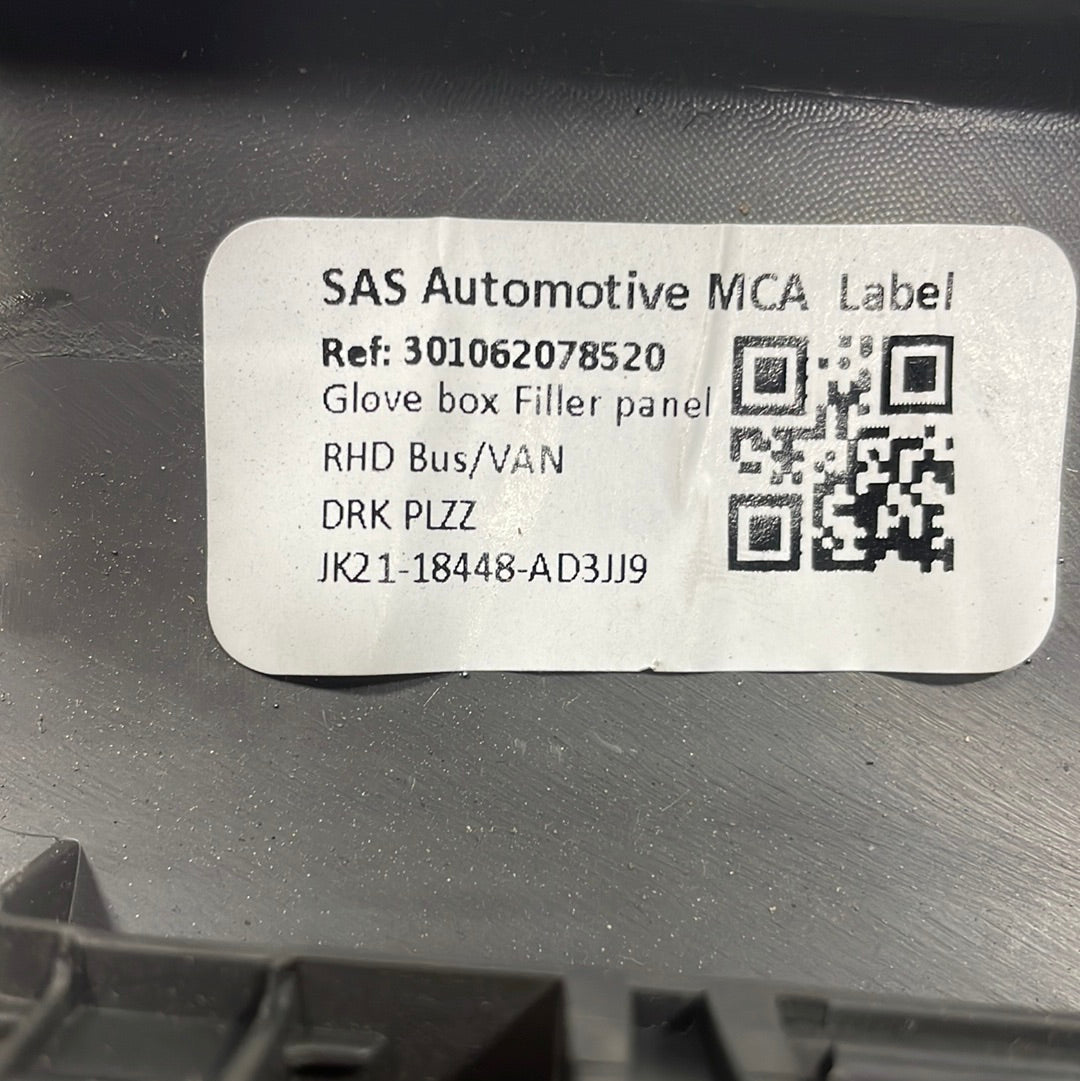 SAS Automotive MCA Label
Ref: 301062078520
Glove box Filler panel
RHD Bus/VAN
DRK PLZZ
JK21-18448-AD3JJ9